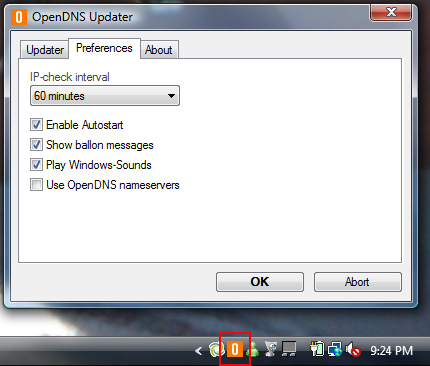 OpenDNS Updater
Updater Preferences About
IP-check interval
60 minutes
Enable Autostart
Show ballon messages
Play Windows-Sounds
Use OpenDNS nameservers
OK Abort
9:24 PM